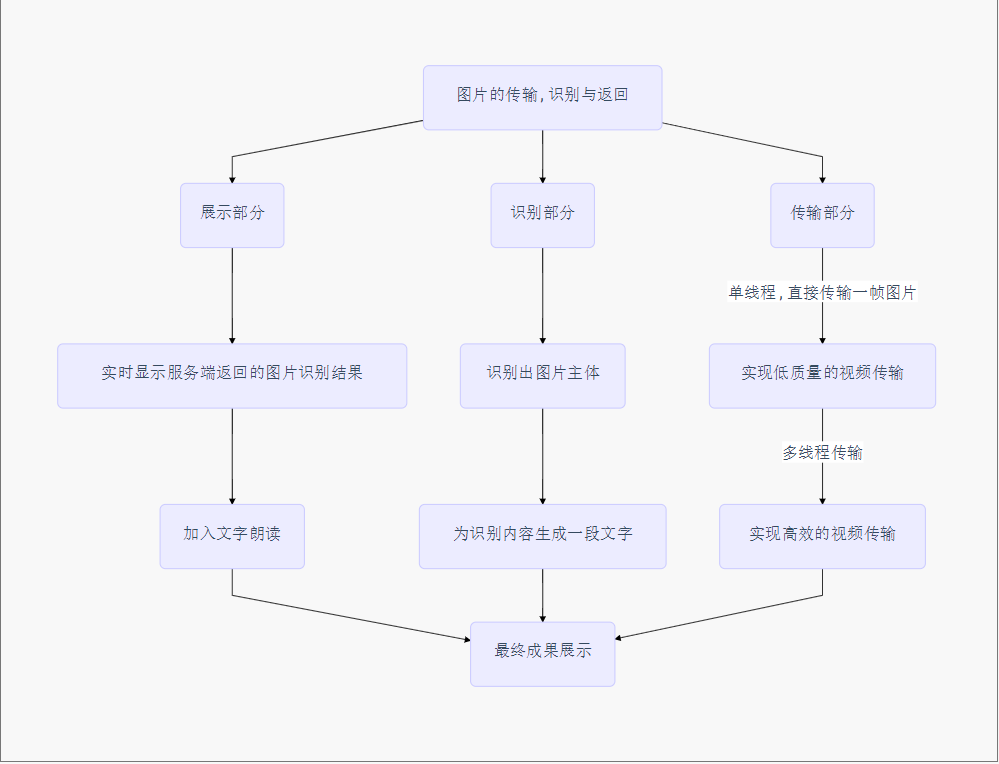 图片的传输,识别与返回
展示部分
识别部分
传输部分
单线程,直接传输一帧图片
实时显示服务端返回的图片识别结果
识别出图片主体
实现低质量的视频传输
多线程传输
加入文字朗读
为识别内容生成一段文字
实现高效的视频传输
最终成果展示